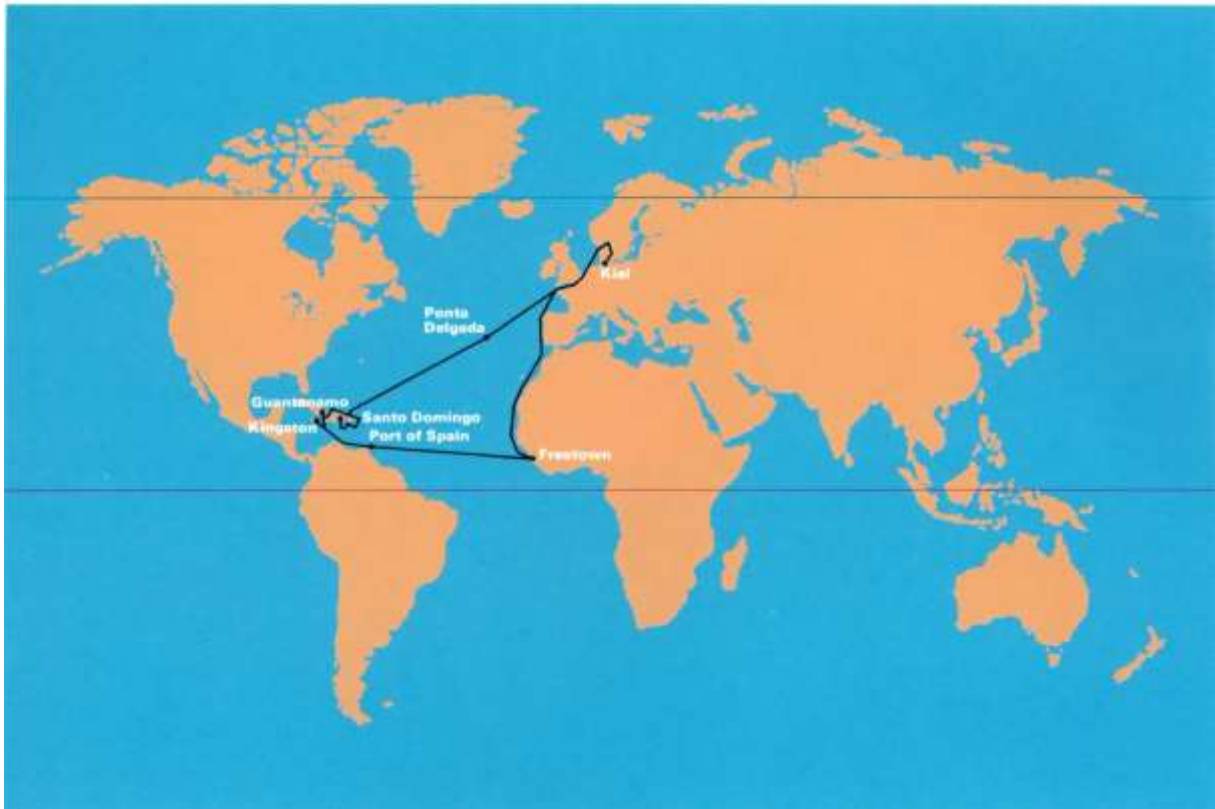 Kiel
Ponta
Delgada
Guantanamo
Kingston
Santo Domingo
Port of Spain
Freetown